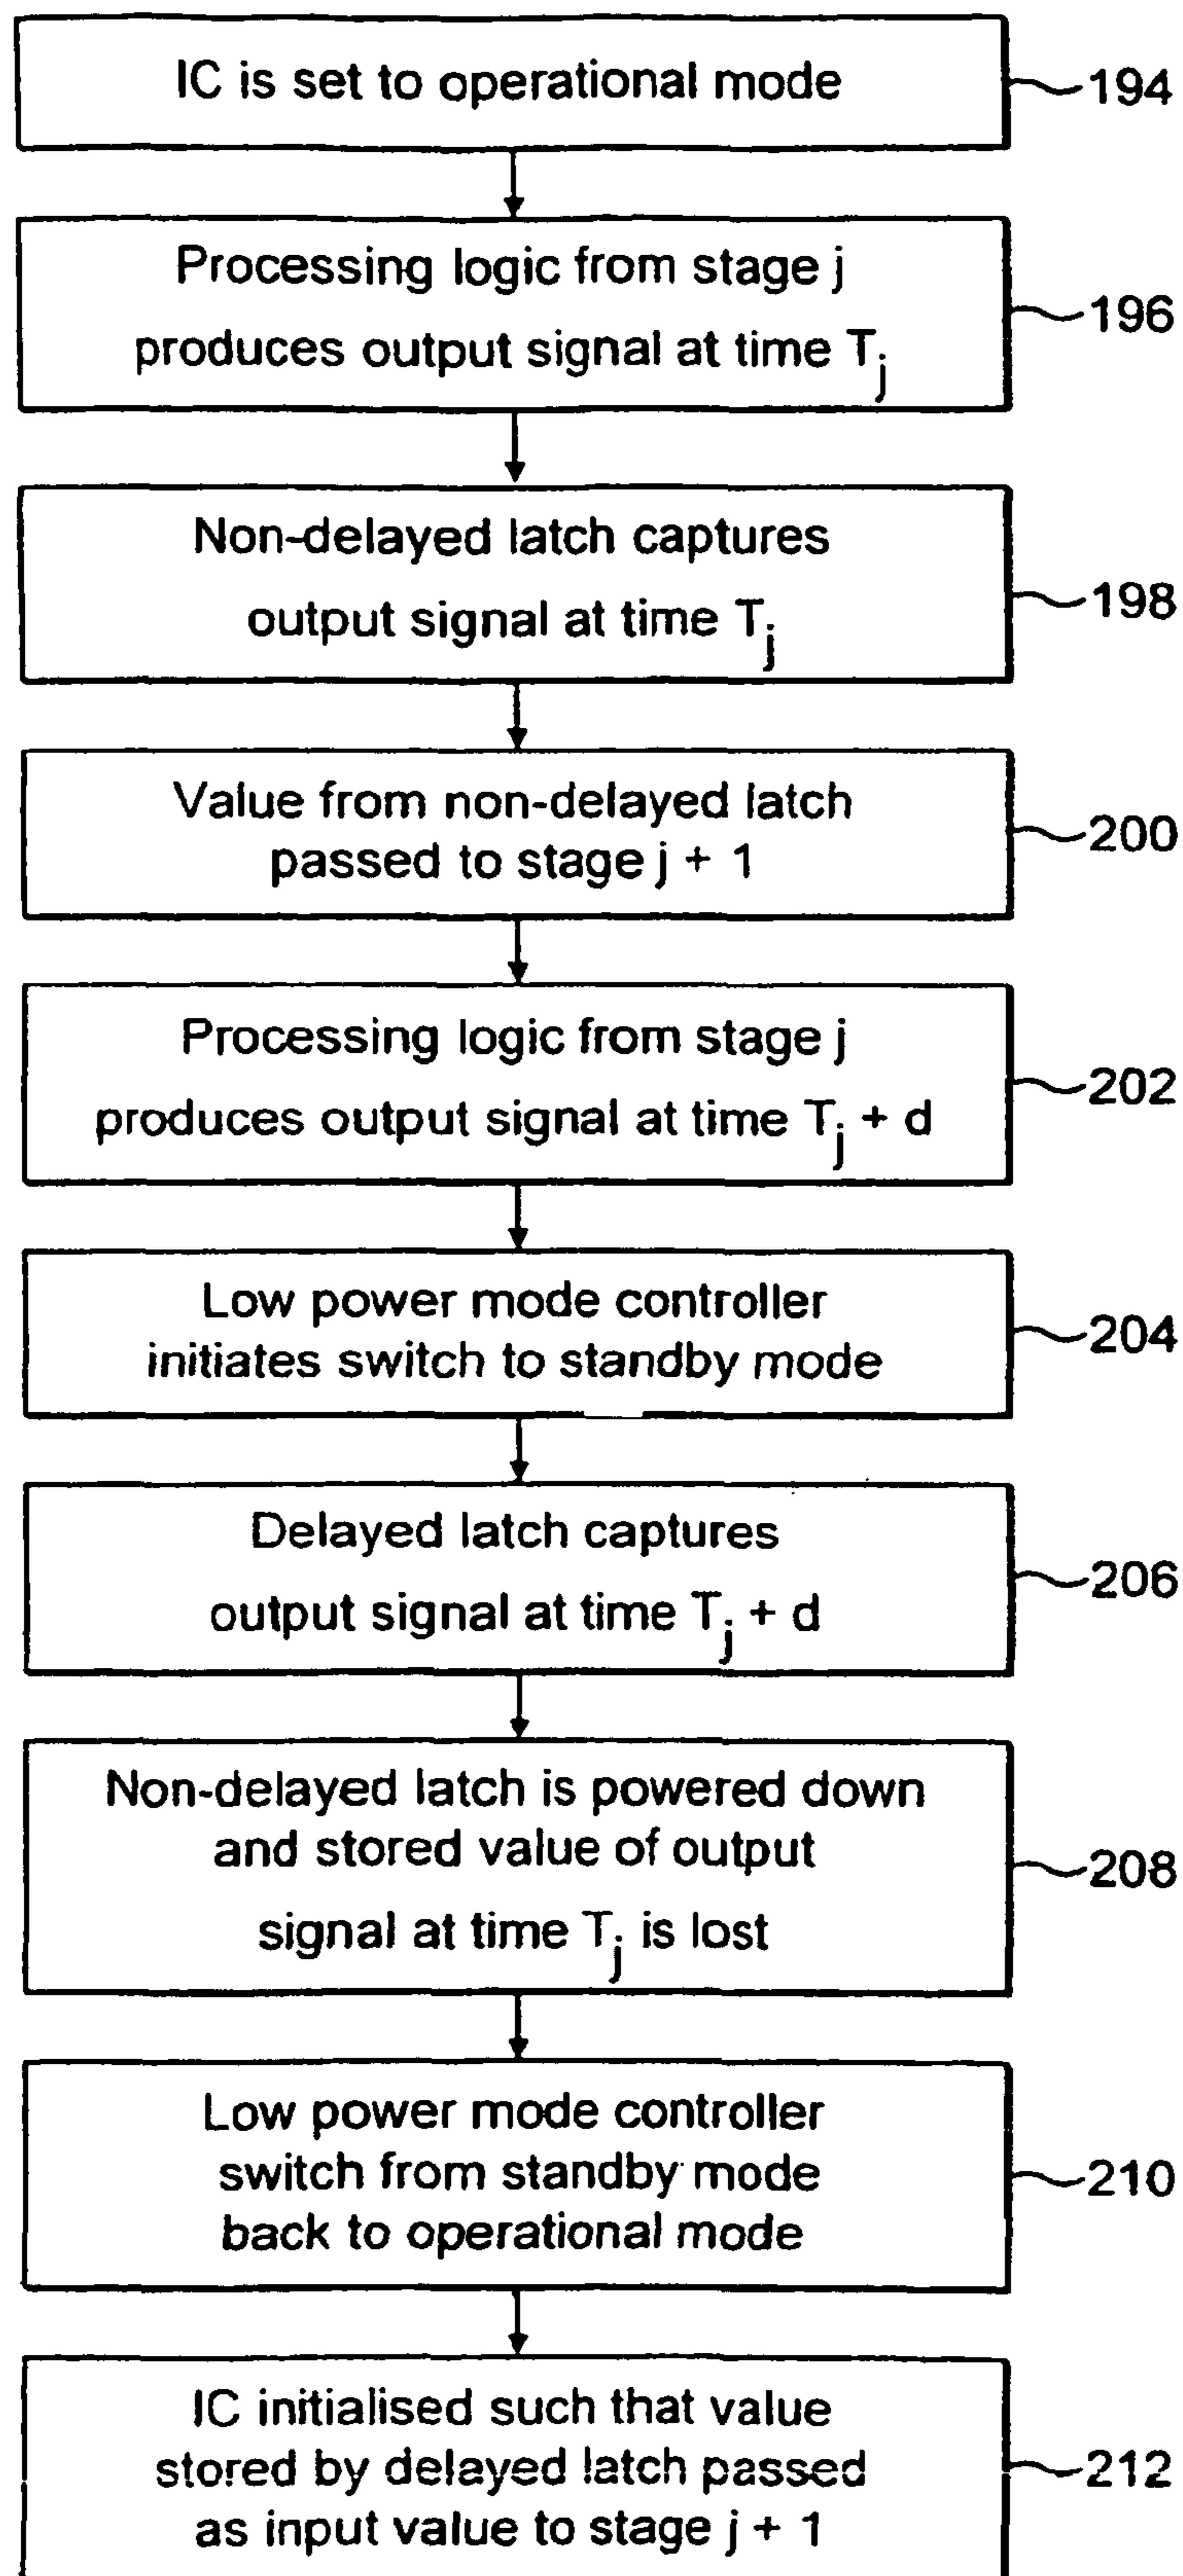 IC is set to operational mode
194
Processing logic from stage j
produces output signal at time Tj
196
Non-delayed latch captures
output signal at time Tj
198
Value from non-delayed latch
passed to stage j + 1
200
Processing logic from stage j
produces output signal at time Tj + d
202
Low power mode controller
initiates switch to standby mode
204
Delayed latch captures
output signal at time Tj + d
206
Non-delayed latch is powered down
and stored value of output
signal at time Tj is lost
208
Low power mode controller
switch from standby mode
back to operational mode
210
IC initialised such that value
stored by delayed latch passed
as input value to stage j + 1
212